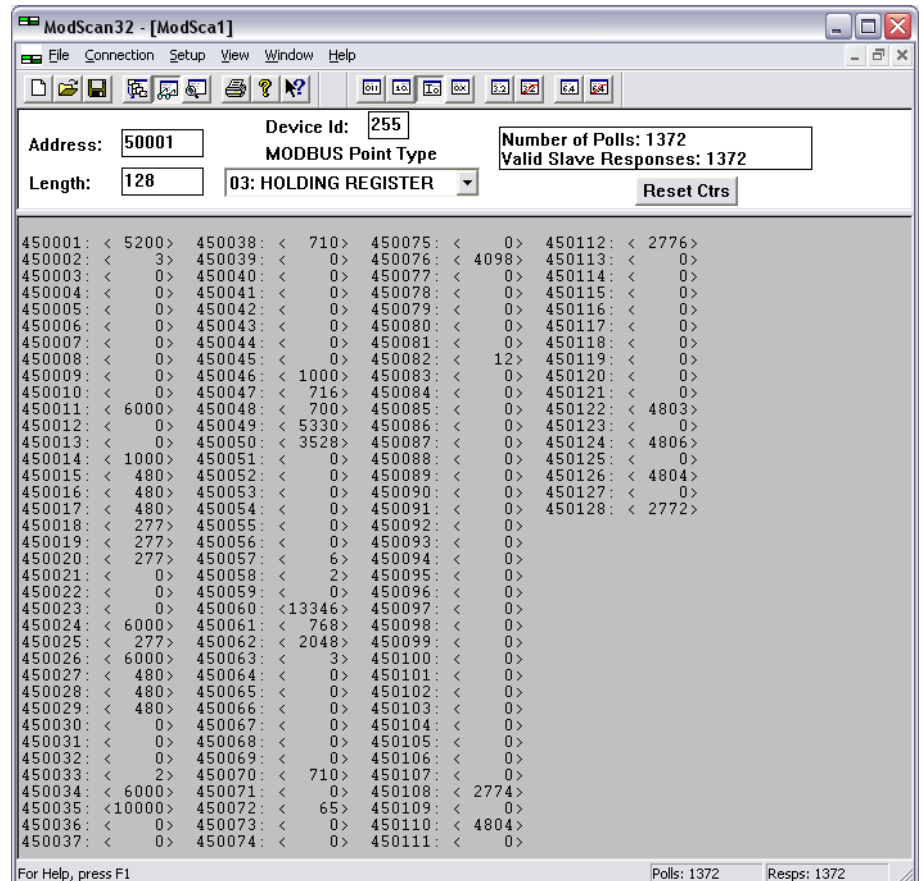 ModScan32 - [ModSca1]
File Connection Setup View Window Help
Address: 50001
Device Id: 255
MODBUS Point Type
Length: 128
03: HOLDING REGISTER
Number of Polls: 1372
Valid Slave Responses: 1372
Reset Ctrs
450001: < 5200> 450038: < 710> 450075: < 0> 450112: < 2776>
450002: < 3> 450039: < 0> 450076: < 4098> 450113: < 0>
450003: < 0> 450040: < 0> 450077: < 0> 450114: < 0>
450004: < 0> 450041: < 0> 450078: < 0> 450115: < 0>
450005: < 0> 450042: < 0> 450079: < 0> 450116: < 0>
450006: < 0> 450043: < 0> 450080: < 0> 450117: < 0>
450007: < 0> 450044: < 0> 450081: < 0> 450118: < 0>
450008: < 0> 450045: < 0> 450082: < 12> 450119: < 0>
450009: < 0> 450046: < 1000> 450083: < 0> 450120: < 0>
450010: < 0> 450047: < 716> 450084: < 0> 450121: < 0>
450011: < 6000> 450048: < 700> 450085: < 0> 450122: < 4803>
450012: < 0> 450049: < 5330> 450086: < 0> 450123: < 0>
450013: < 0> 450050: < 3528> 450087: < 0> 450124: < 4806>
450014: < 1000> 450051: < 0> 450088: < 0> 450125: < 0>
450015: < 480> 450052: < 0> 450089: < 0> 450126: < 4804>
450016: < 480> 450053: < 0> 450090: < 0> 450127: < 0>
450017: < 480> 450054: < 0> 450091: < 0> 450128: < 2772>
450018: < 277> 450055: < 0> 450092: < 0>
450019: < 277> 450056: < 0> 450093: < 0>
450020: < 277> 450057: < 6> 450094: < 0>
450021: < 0> 450058: < 2> 450095: < 0>
450022: < 0> 450059: < 0> 450096: < 0>
450023: < 0> 450060: <13346> 450097: < 0>
450024: < 6000> 450061: < 768> 450098: < 0>
450025: < 277> 450062: < 2048> 450099: < 0>
450026: < 6000> 450063: < 3> 450100: < 0>
450027: < 480> 450064: < 0> 450101: < 0>
450028: < 480> 450065: < 0> 450102: < 0>
450029: < 480> 450066: < 0> 450103: < 0>
450030: < 0> 450067: < 0> 450104: < 0>
450031: < 0> 450068: < 0> 450105: < 0>
450032: < 0> 450069: < 0> 450106: < 0>
450033: < 2> 450070: < 710> 450107: < 0>
450034: < 6000> 450071: < 0> 450108: < 2774>
450035: <10000> 450072: < 65> 450109: < 0>
450036: < 0> 450073: < 0> 450110: < 4804>
450037: < 0> 450074: < 0> 450111: < 0>
For Help, press F1
Polls: 1372
Resps: 1372